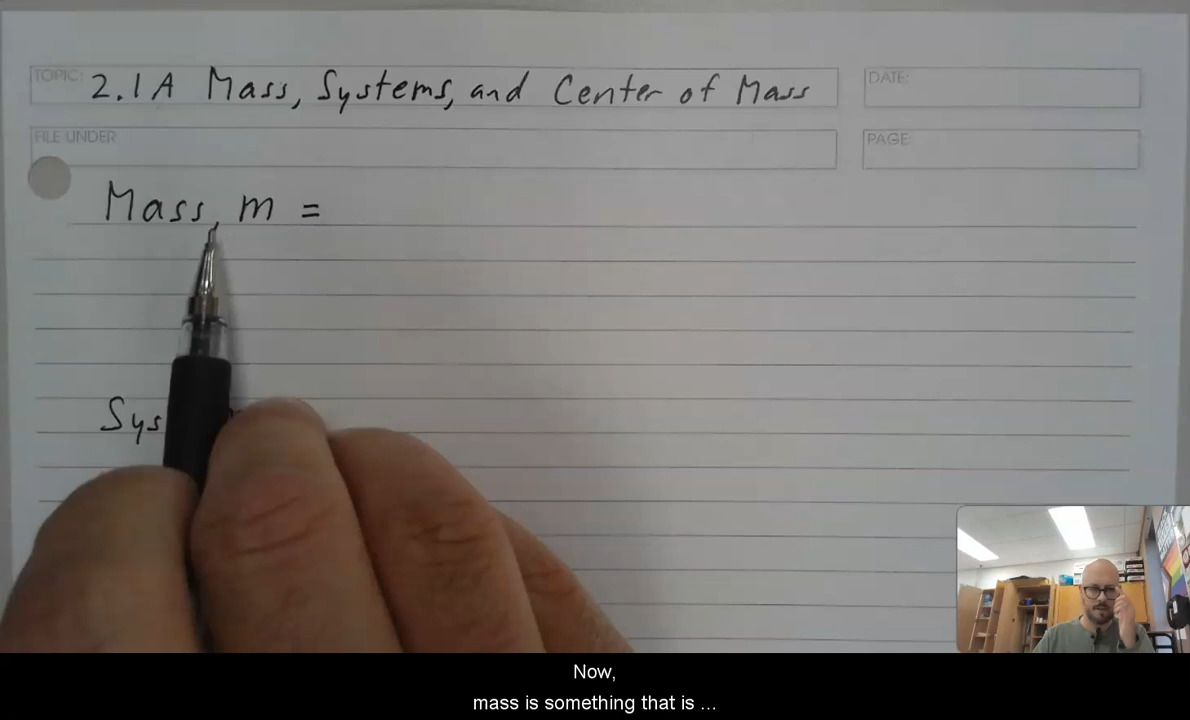 TOPIC: 2.1A Mass, Systems, and Center of Mass
DATE:
FILE UNDER
PAGE:
Mass, m =
Sys
Now,
mass is something that is ...